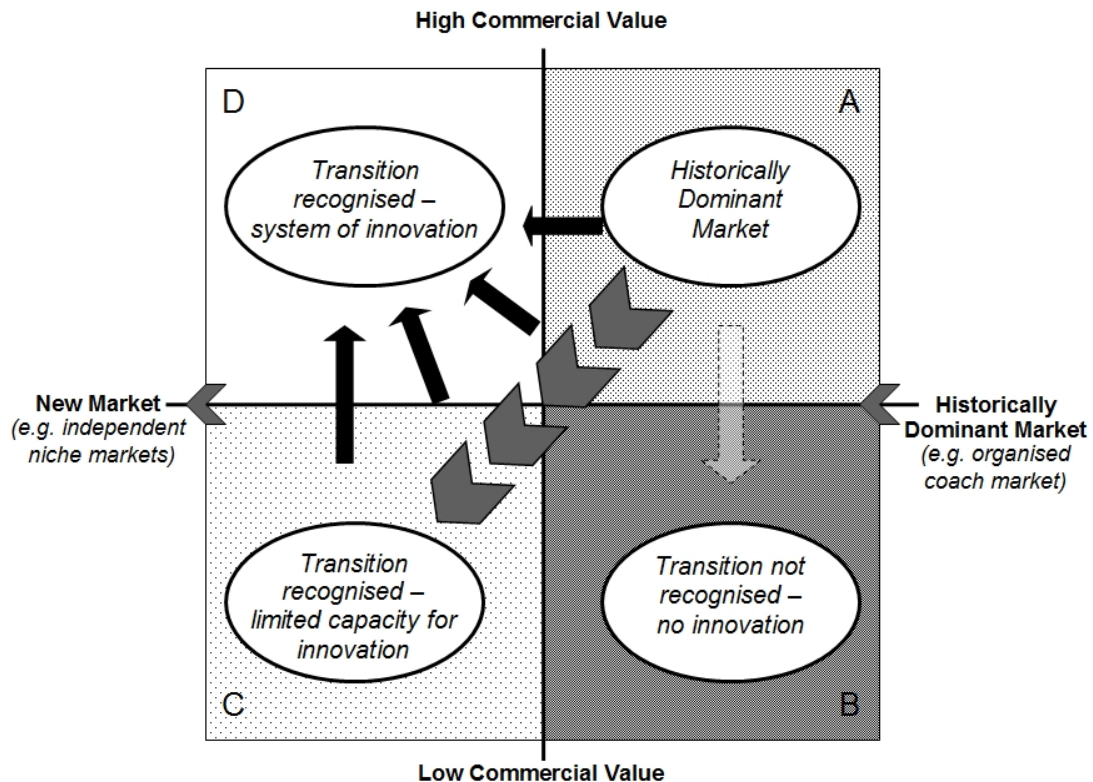 High Commercial Value
D
A
Transition
recognised –
system of innovation
Historically
Dominant
Market
New Market
(e.g. independent
niche markets)
Historically
Dominant Market
(e.g. organised
coach market)
Transition
recognised –
limited capacity for
innovation
Transition not
recognised –
no innovation
C
B
Low Commercial Value